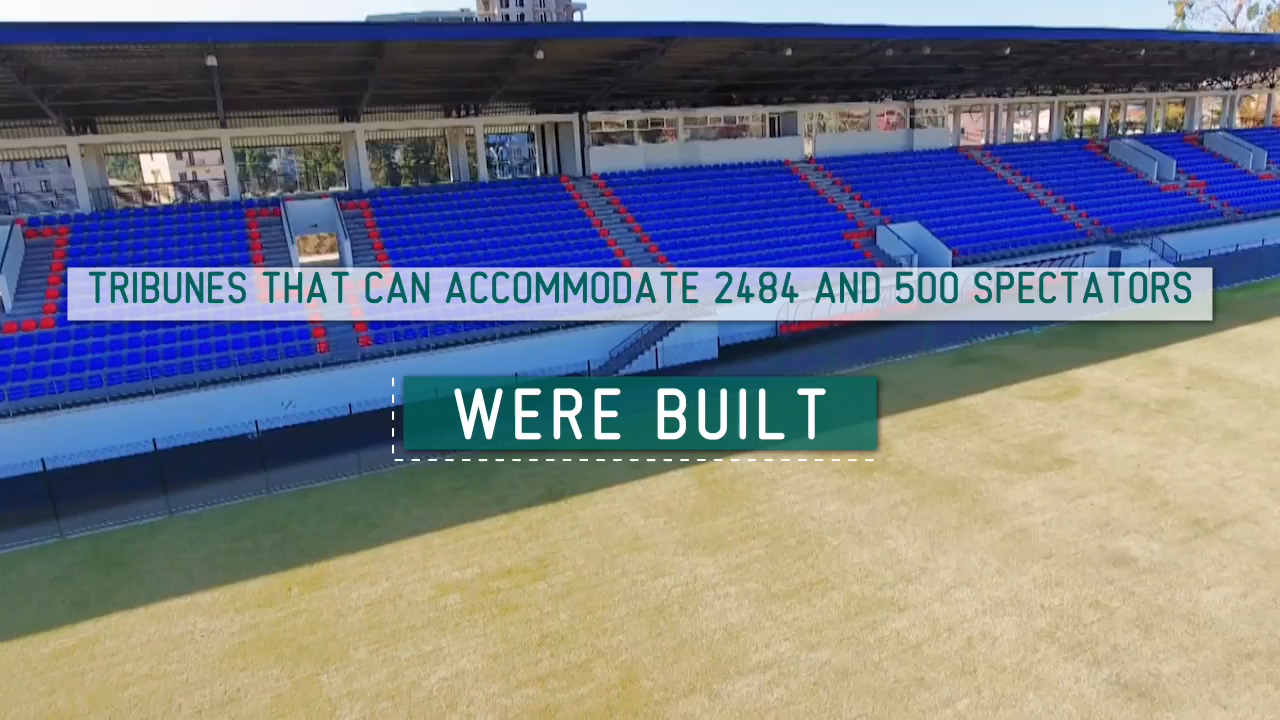 TRIBUNES THAT CAN ACCOMMODATE 2484 AND 500 SPECTATORS
WERE BUILT